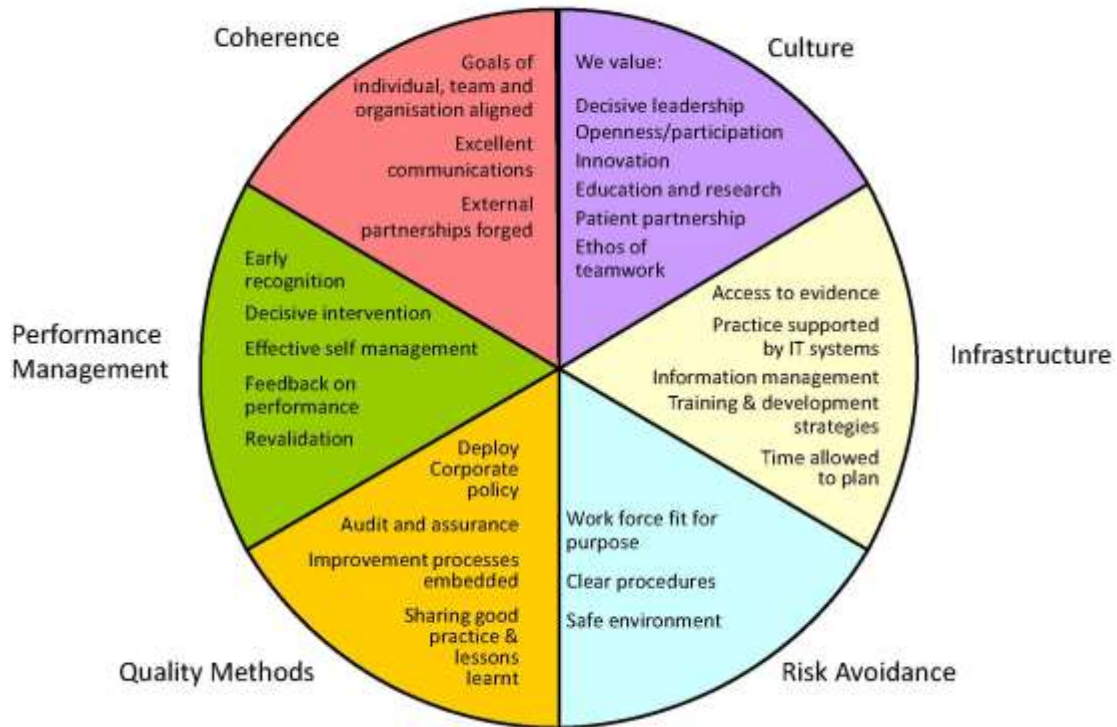 Coherence
Goals of
individual, team and
organisation aligned
Excellent
communications
External
partnerships forged
Culture
We value:
Decisive leadership
Openness/participation
Innovation
Education and research
Patient partnership
Ethos of
teamwork
Infrastructure
Access to evidence
Practice supported
by IT systems
Information management
Training & development
strategies
Time allowed
to plan
Risk Avoidance
Work force fit for
purpose
Clear procedures
Safe environment
Quality Methods
Deploy
Corporate
policy
Audit and assurance
Improvement processes
embedded
Sharing good
practice &
lessons
learnt
Performance
Management
Early
recognition
Decisive intervention
Effective self management
Feedback on
performance
Revalidation